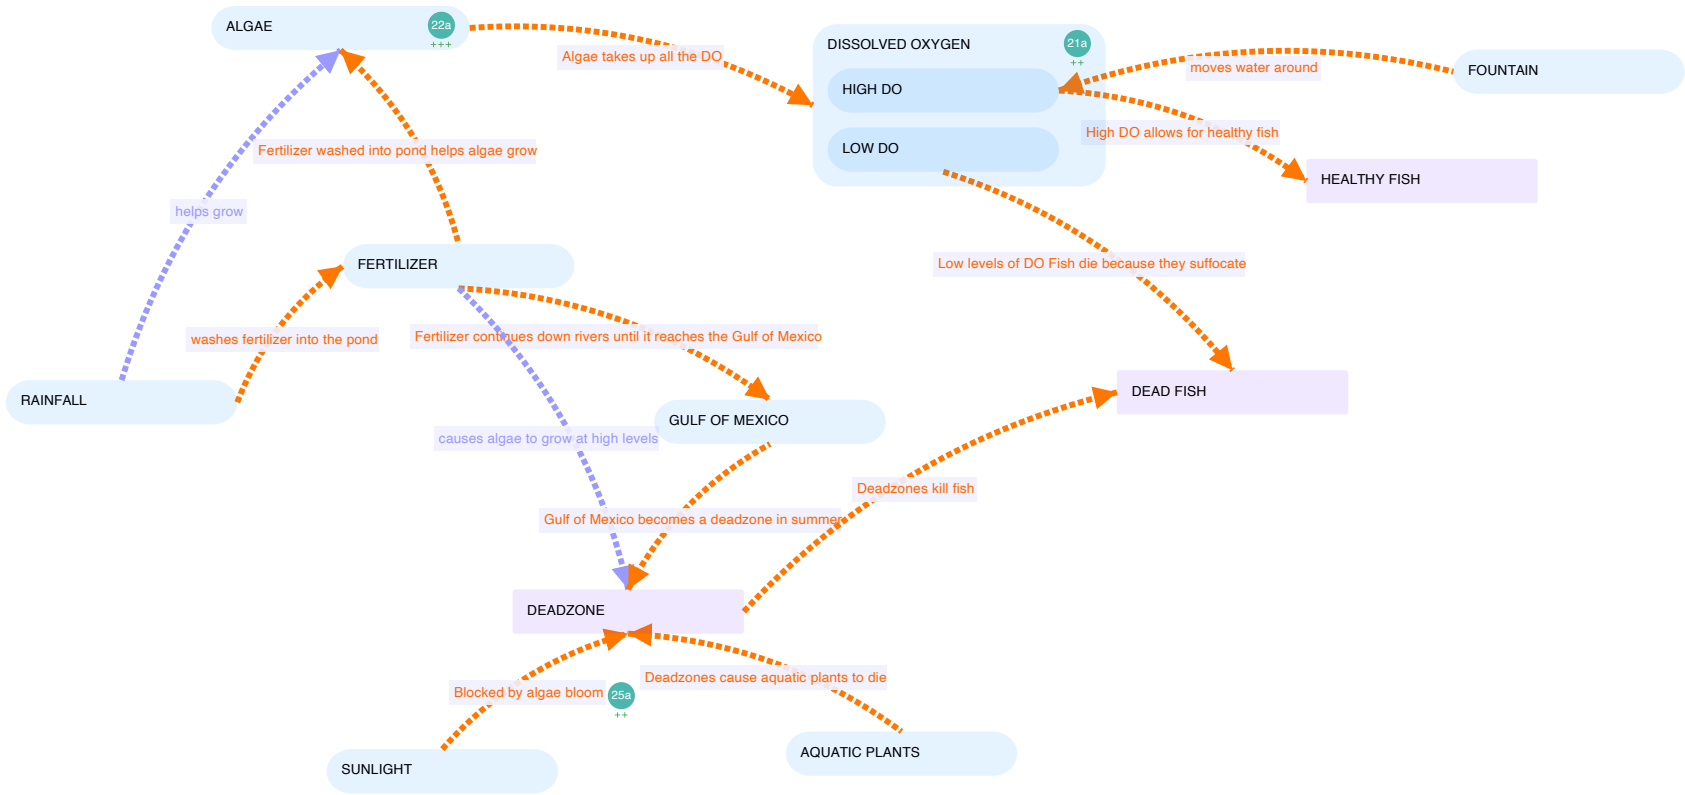 ALGAE
22a
+++
Algae takes up all the DO
DISSOLVED OXYGEN
21a
++
HIGH DO
LOW DO
moves water around
FOUNTAIN
High DO allows for healthy fish
HEALTHY FISH
Fertilizer washed into pond helps algae grow
helps grow
FERTILIZER
Low levels of DO Fish die because they suffocate
washes fertilizer into the pond
Fertilizer continues down rivers until it reaches the Gulf of Mexico
RAINFALL
DEAD FISH
GULF OF MEXICO
causes algae to grow at high levels
Deadzones kill fish
Gulf of Mexico becomes a deadzone in summer
DEADZONE
Blocked by algae bloom
25a
++
Deadzones cause aquatic plants to die
SUNLIGHT
AQUATIC PLANTS